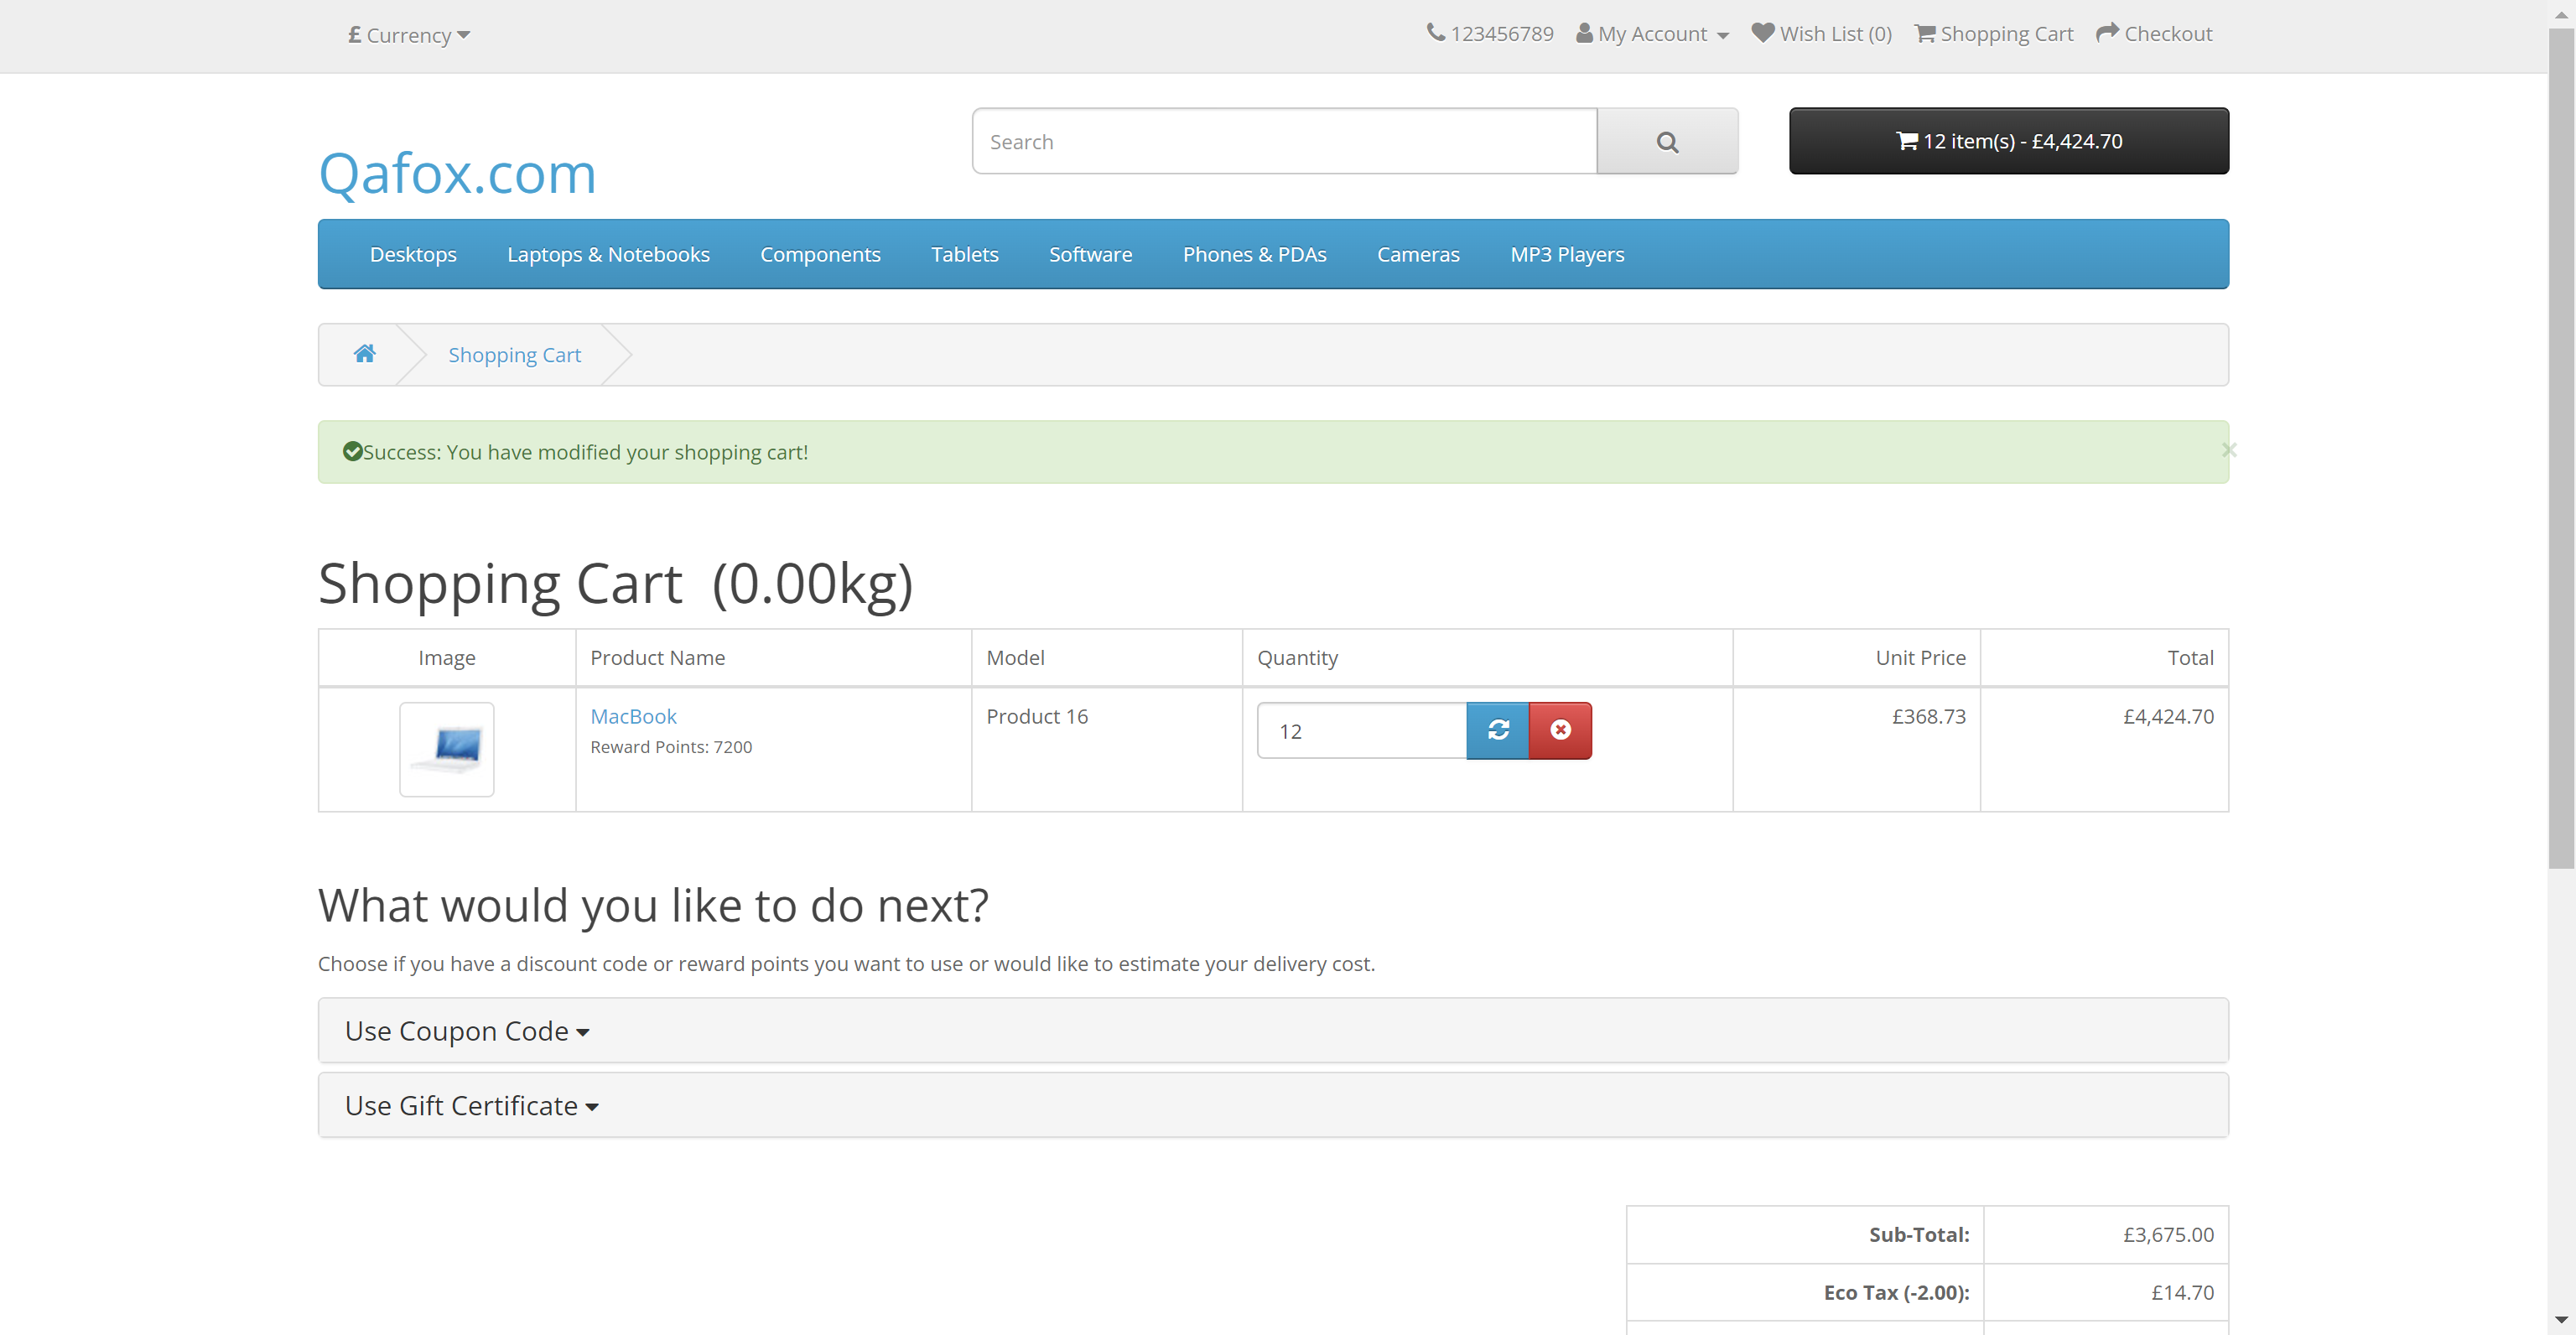 £ Currency
123456789 My Account Wish List (0) Shopping Cart Checkout
Qafox.com
Search
12 item(s) - £4,424.70
Desktops Laptops & Notebooks Components Tablets Software Phones & PDAs Cameras MP3 Players
Shopping Cart
Success: You have modified your shopping cart!
×
Shopping Cart (0.00kg)
Image Product Name Model Quantity Unit Price Total
MacBook Product 16 12 £368.73 £4,424.70
Reward Points: 7200
What would you like to do next?
Choose if you have a discount code or reward points you want to use or would like to estimate your delivery cost.
Use Coupon Code
Use Gift Certificate
Sub-Total: £3,675.00
Eco Tax (-2.00): £14.70